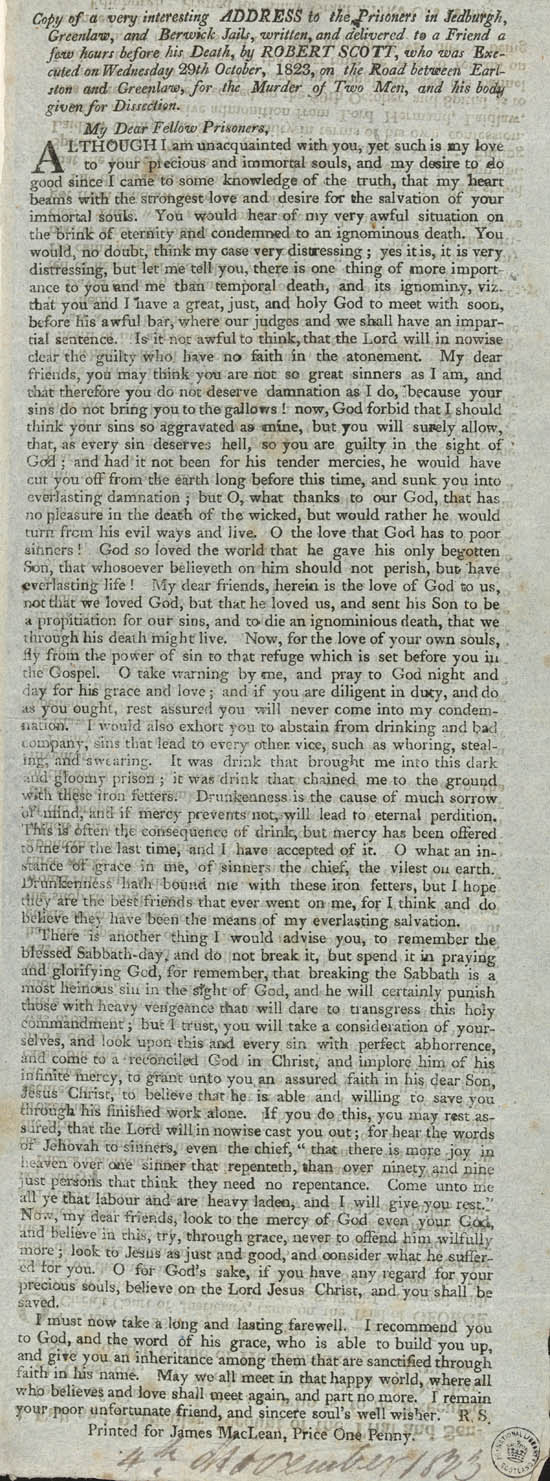 Copy of a very interesting ADDRESS to the Prisoners in Jedburgh,
Greenlaw, and Berwick Jails, written, and delivered to a Friend a
few hours before his Death, by ROBERT SCOTT, who was Exe-
cuted on Wednesday 29th October, 1823, on the Road between Earl-
ston and Greenlaw, for the Murder of Two Men, and his body
given for Dissection.
My Dear Fellow Prisoners,
ALTHOUGH I am unacquainted with you, yet such is my love
to your precious and immortal souls, and my desire to do
good since I came to some knowledge of the truth, that my heart
beams with the strongest love and desire for the salvation of your
immortal souls. You would hear of my very awful situation on
the brink of eternity and condemned to an ignominous death. You
would, no doubt, think my case very distressing; yes it is, it is very
distressing, but let me tell you, there is one thing of more import-
ance to you and me than temporal death, and its ignominy, viz.
that you and I have a great, just, and holy God to meet with soon,
before his awful bar, where our judges and we shall have an impar-
tial sentence. Is it not awful to think, that the Lord will in nowise
clear the guilty who have no faith in the atonement. My dear
friends, you may think you are not so great sinners as I am, and
that therefore you do not deserve damnation as I do, because your
sins do not bring you to the gallows! now, God forbid that I should
think your sins so aggravated as mine, but you will surely allow,
that, as every sin deserves hell, so you are guilty in the sight of
God; and had it not been for his tender mercies, he would have
cut you off from the earth long before this time, and sunk you into
everlasting damnation; but O, what thanks to our God, that has
no pleasure in the death of the wicked, but would rather he would
turn from his evil ways and live. O the love that God has to poor
sinners! God so loved the world that he gave his only begotten
Son, that whosoever believeth on him should not perish, but have
everlasting life! My dear friends, herein is the love of God to us,
not that we loved God, but that he loved us, and sent his Son to be
a propitiation for our sins, and to die an ignominious death, that we
through his death might live. Now, for the love of your own souls,
fly from the power of sin to that refuge which is set before you in
the Gospel. O take warning by me, and pray to God night and
day for his grace and love; and if you are diligent in duty, and do
as you ought, rest assured you will never come into my condem-
nation. I would also exhort you to abstain from drinking and bad
company, sins that lead to every other vice, such as whoring, steal-
ing, and swearing. It was drink that brought me into this dark
and gloomy prison; it was drink that chained me to the ground
with these iron fetters. Drunkenness is the cause of much sorrow
of mind, and if mercy prevents not, will lead to eternal perdition.
This is often the consequence of drink, but mercy has been offered
to me for the last time, and I have accepted of it. O what an in-
stance of grace in me, of sinners the chief, the vilest on earth.
Drunkenness hath bound me with these iron fetters, but I hope
they are the best friends that ever went on me, for I think and do
believe they have been the means of my everlasting salvation.
There is another thing I would advise you, to remember the
blessed Sabbath-day, and do not break it, but spend it in praying
and glorifying God, for remember, that breaking the Sabbath is a
most heinous sin in the sight of God, and he will certainly punish
those with heavy vengeance that will dare to transgress this holy
commandment; but I trust, you will take a consideration of your-
selves, and look upon this and every sin with perfect abhorrence,
and come to a reconciled God in Christ, and implore him of his
infinite mercy, to grant unto you an assured faith in his dear Son,
Jesus Christ, to believe that he is able and willing to save you
through his finished work alone. If you do this, you may rest as-
sured, that the Lord will in nowise cast you out; for hear the words
of Jehovah to sinners, even the chief, " that there is more joy in
heaven over one sinner that repenteth, than over ninety and nine
just persons that think they need no repentance. Come unto me
all ye that labour and are heavy laden, and I will give you rest."
Now, my dear friends, look to the mercy of God even your God,
and believe in this, try, through grace, never to offend him wilfully
more; look to Jesus as just and good, and consider what he suffer-
ed for you. O for God's sake, if you have any regard for your
precious souls, believe on the Lord Jesus Christ, and you shall be
saved.
I must now take a long and lasting farewell. I recommend you
to God, and the word of his grace, who is able to build you up,
and give you an inheritance among them that are sanctified through
faith in his name. May we all meet in that happy world, where all
who believes and love shall meet again, and part no more. I remain
your poor unfortunate friend, and sincere soul's well wisher. R. S.
Printed for James MacLean, Price One Penny.
4th November 1823